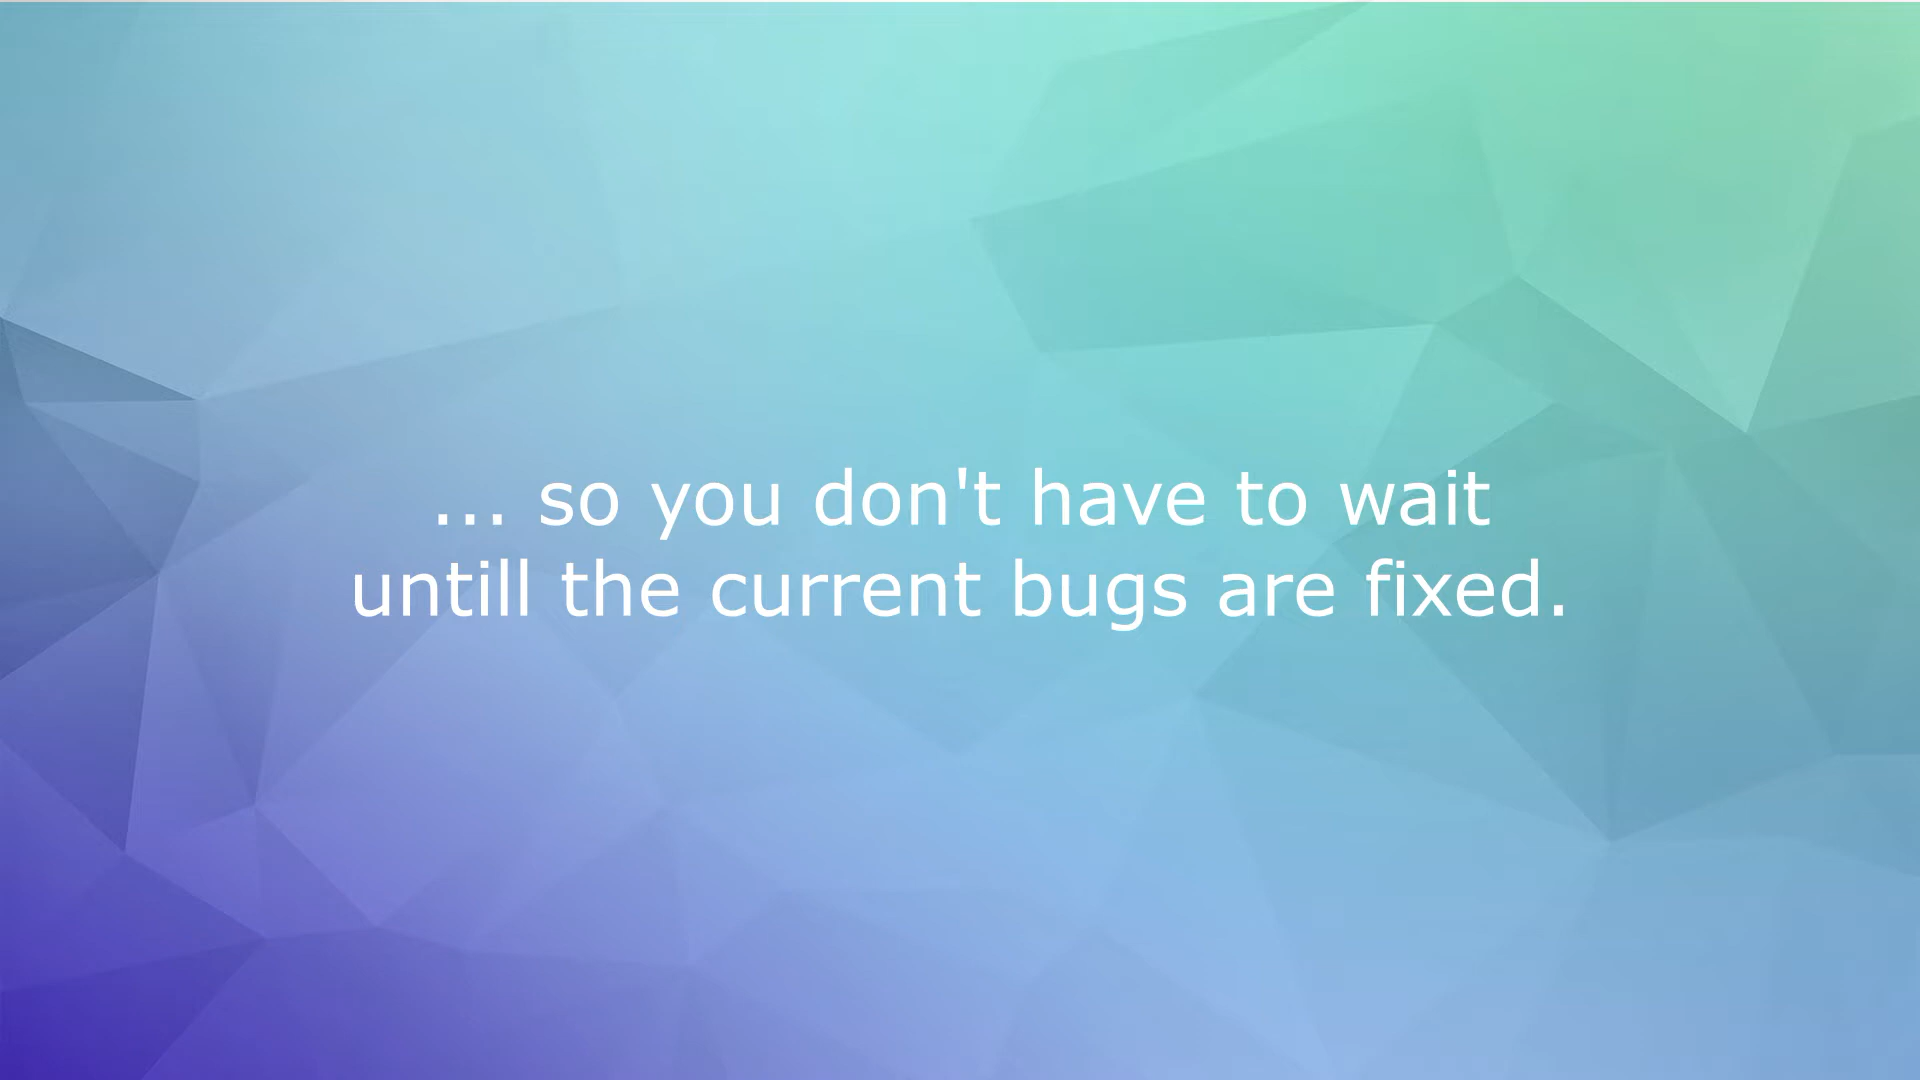 ... so you don't have to wait
untill the current bugs are fixed.